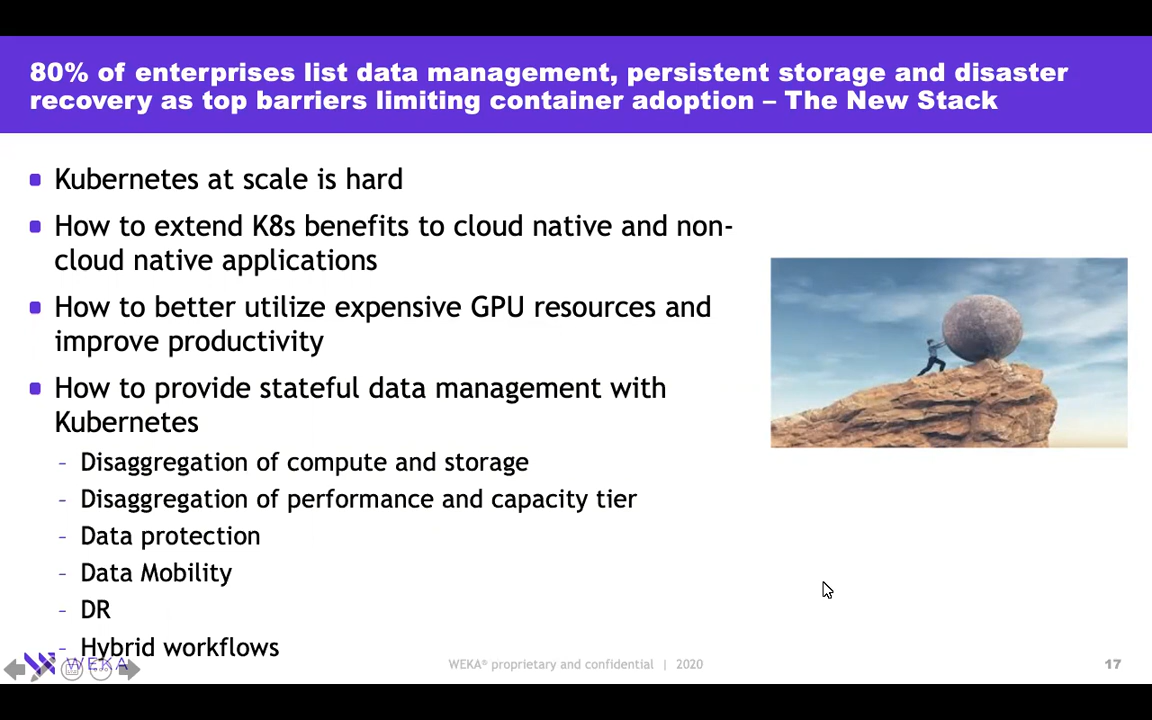 80% of enterprises list data management, persistent storage and disaster
recovery as top barriers limiting container adoption – The New Stack
Kubernetes at scale is hard
How to extend K8s benefits to cloud native and non-
cloud native applications
How to better utilize expensive GPU resources and
improve productivity
How to provide stateful data management with
Kubernetes
- Disaggregation of compute and storage
- Disaggregation of performance and capacity tier
- Data protection
- Data Mobility
- DR
- Hybrid workflows
WEKA
WEKA® proprietary and confidential | 2020
17